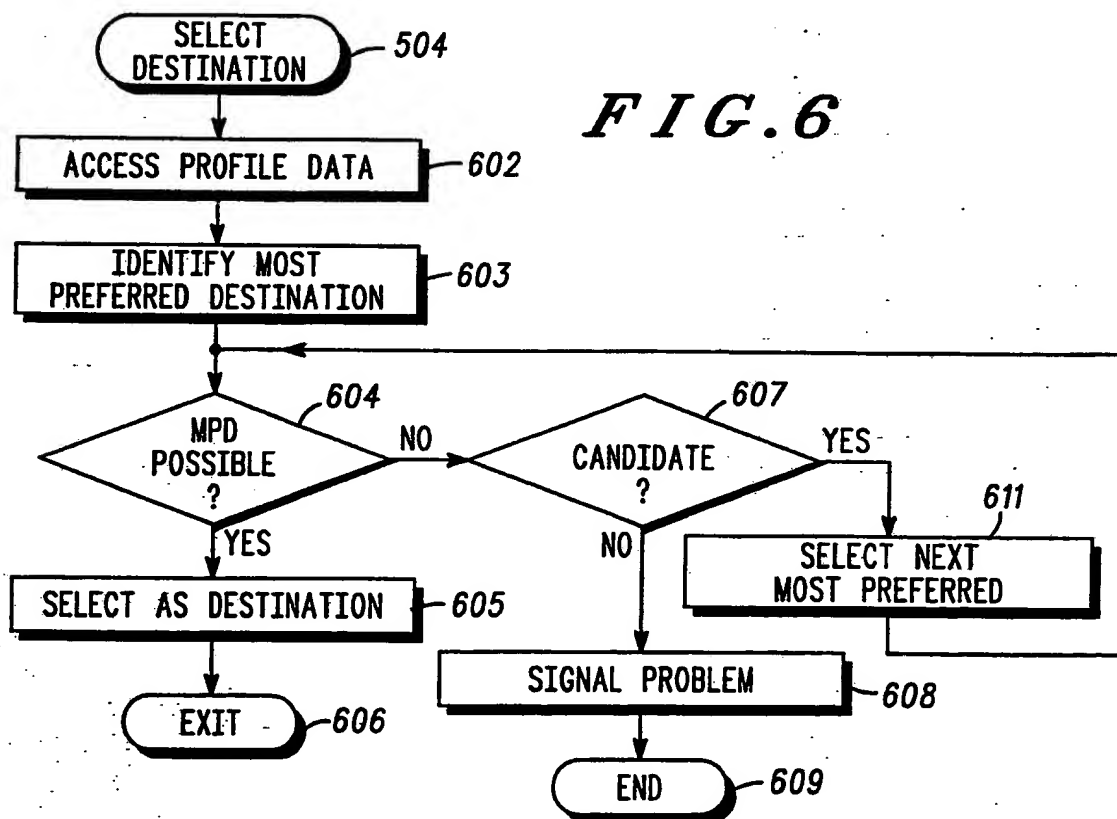 SELECT
DESTINATION
504
FIG.6
ACCESS PROFILE DATA
602
IDENTIFY MOST
PREFERRED DESTINATION
603
604
MPD
POSSIBLE
?
NO
607
CANDIDATE
?
YES
YES
NO
611
SELECT NEXT
MOST PREFERRED
SELECT AS DESTINATION
605
SIGNAL PROBLEM
608
EXIT
606
END
609